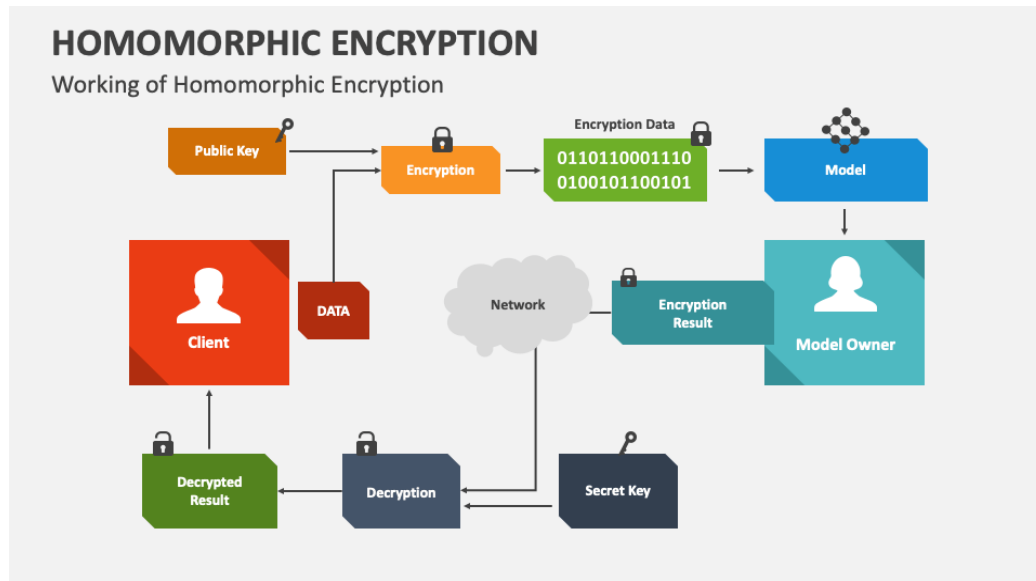 HOMOMORPHIC ENCRYPTION
Working of Homomorphic Encryption
Public Key
Encryption
Encryption Data
0110110001110
0100101100101
Model
Client
DATA
Network
Encryption
Result
Model Owner
Decrypted
Result
Decryption
Secret Key